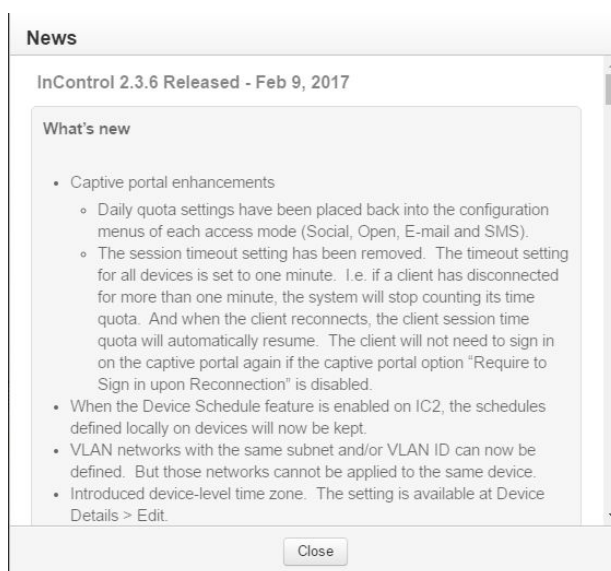 News
InControl 2.3.6 Released - Feb 9, 2017
What's new
• Captive portal enhancements
◦ Daily quota settings have been placed back into the configuration
menus of each access mode (Social, Open, E-mail and SMS).
◦ The session timeout setting has been removed.  The timeout setting
for all devices is set to one minute.  I.e. if a client has disconnected
for more than one minute, the system will stop counting its time
quota.  And when the client reconnects, the client session time
quota will automatically resume.  The client will not need to sign in
on the captive portal again if the captive portal option “Require to
Sign in upon Reconnection” is disabled.
• When the Device Schedule feature is enabled on IC2, the schedules
defined locally on devices will now be kept.
• VLAN networks with the same subnet and/or VLAN ID can now be
defined.  But those networks cannot be applied to the same device.
• Introduced device-level time zone.  The setting is available at Device
Details > Edit.
Close